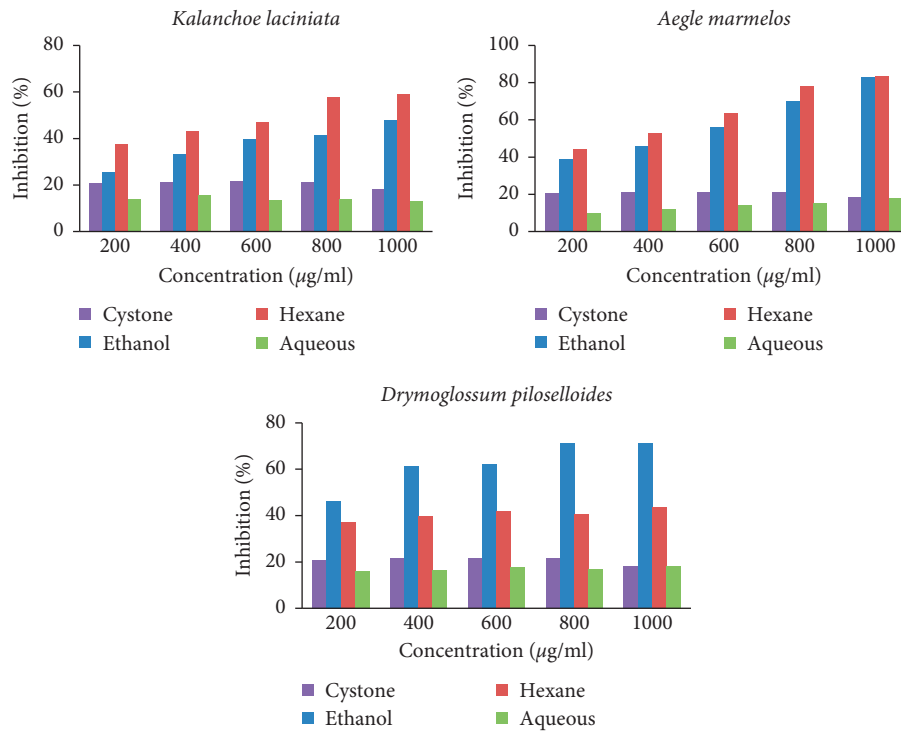 Kalanchoe laciniata
80
60
40
20
0
Inhibition (%)
200 400 600 800 1000
Concentration (μg/ml)
Cystone Hexane
Ethanol Aqueous
Aegle marmelos
100
80
60
40
20
0
Inhibition (%)
200 400 600 800 1000
Concentration (μg/ml)
Cystone Hexane
Ethanol Aqueous
Drymoglossum piloselloides
80
60
40
20
0
Inhibition (%)
200 400 600 800 1000
Concentration (μg/ml)
Cystone Hexane
Ethanol Aqueous